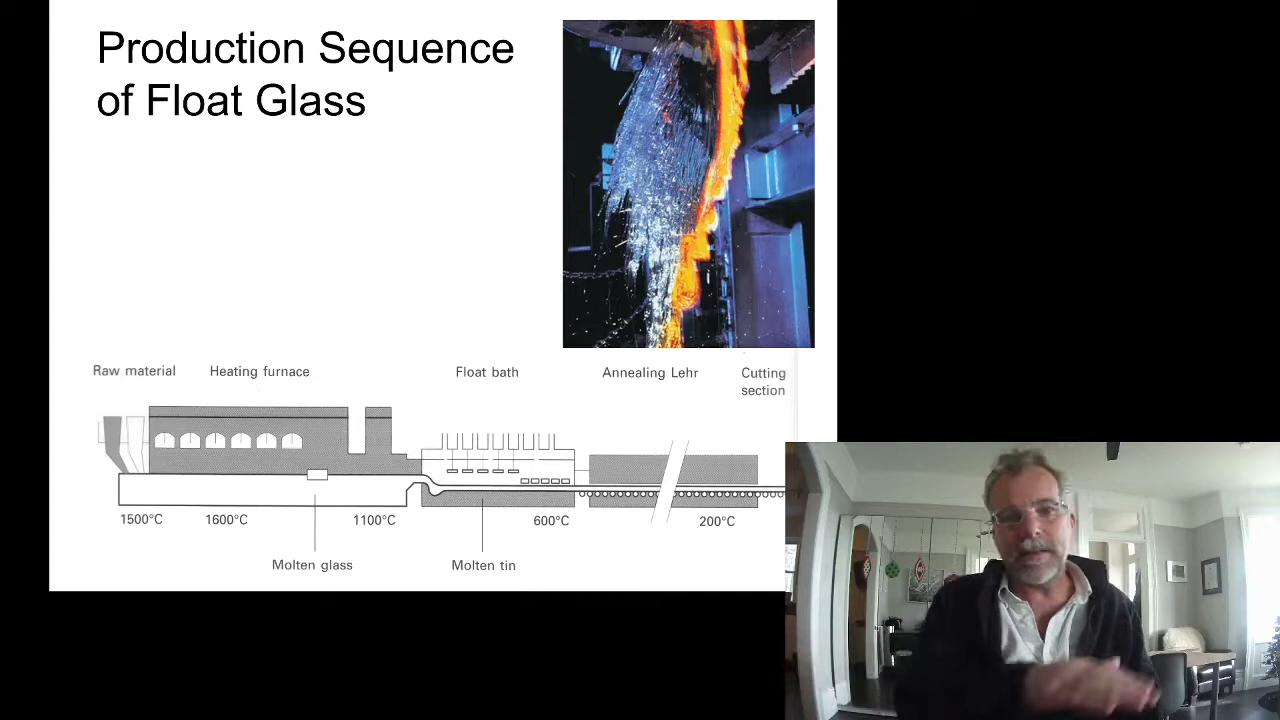 Production Sequence
of Float Glass
Raw material
Heating furnace
Float bath
Annealing Lehr
Cutting
section
1500°C
1600°C
1100°C
600°C
200°C
Molten glass
Molten tin